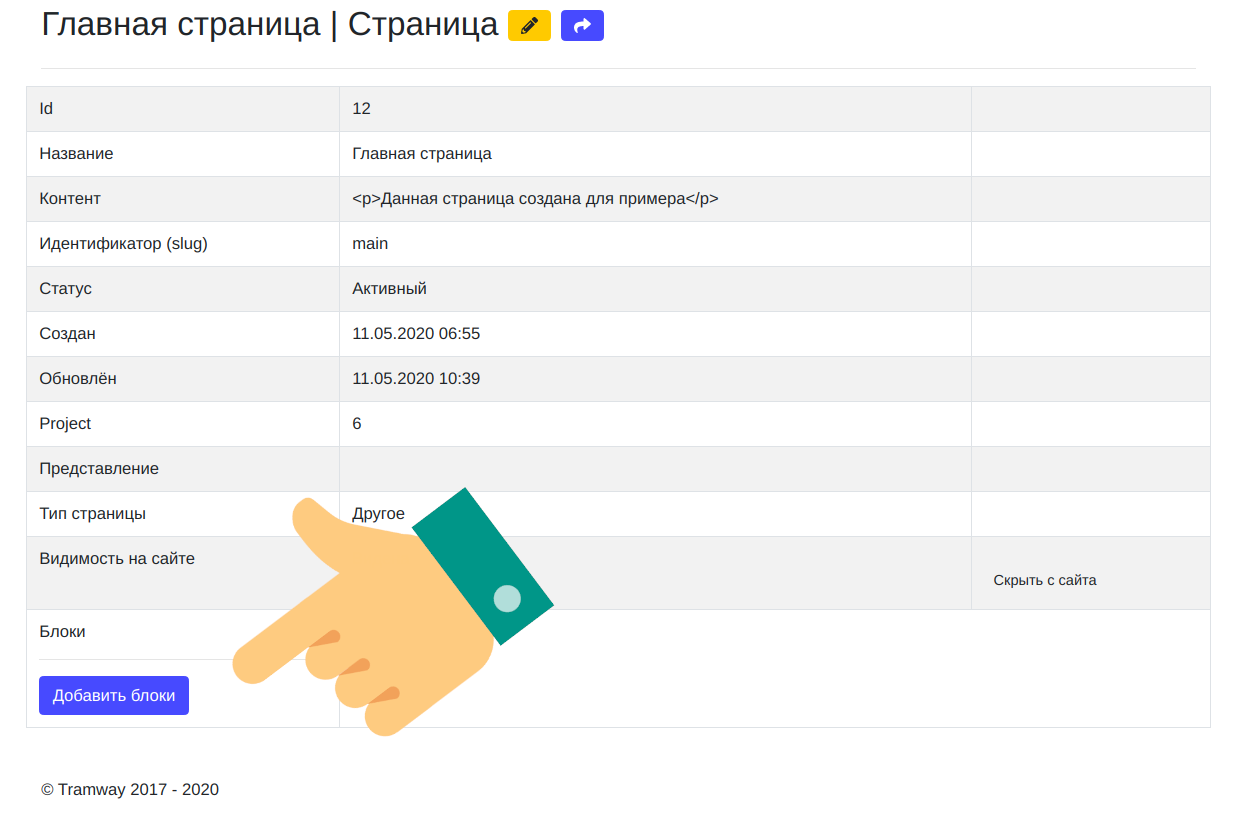 Главная страница | Страница
Id 12
Название Главная страница
Контент <p>Данная страница создана для примера</p>
Идентификатор (slug) main
Статус Активный
Создан 11.05.2020 06:55
Обновлён 11.05.2020 10:39
Project 6
Представление
Тип страницы Другое
Видимость на сайте Скрыть с сайта
Блоки
Добавить блоки
© Tramway 2017 - 2020